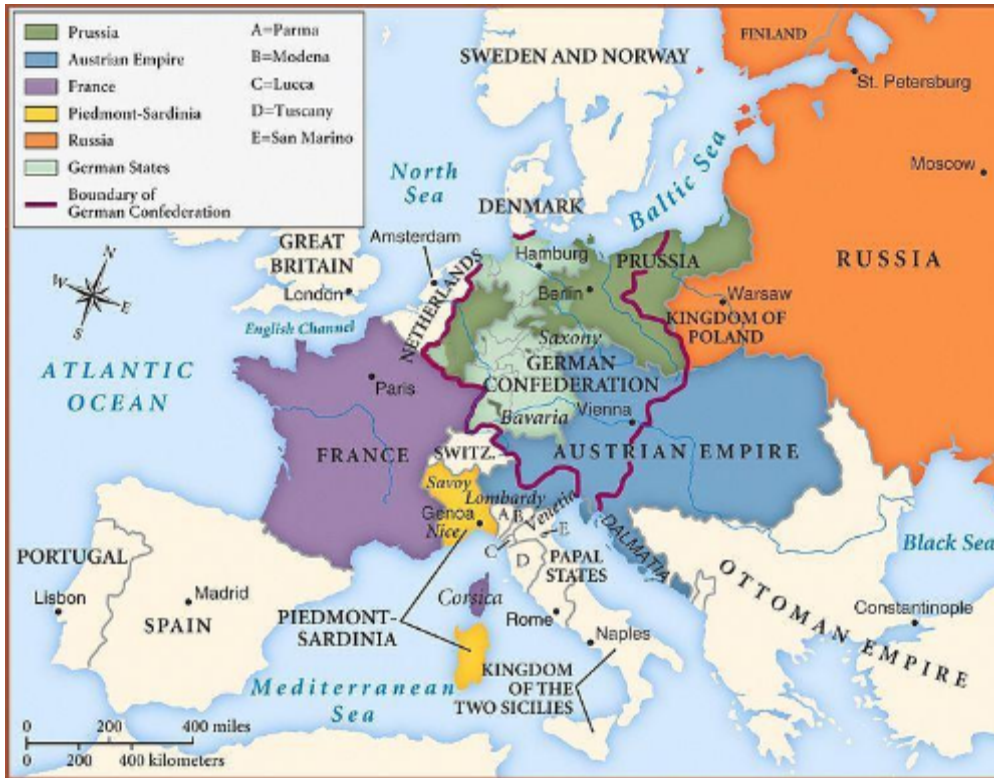 Prussia
Austrian Empire
France
Piedmont-Sardinia
Russia
German States
Boundary of
German Confederation
A=Parma
B=Modena
C=Lucca
D=Tuscany
E=San Marino
SWEDEN AND NORWAY
FINLAND
St. Petersburg
Moscow
North
Sea
Baltic Sea
DENMARK
GREAT
BRITAIN
London
Amsterdam
NETHERLANDS
Hamburg
PRUSSIA
RUSSIA
Berlin
Warsaw
KINGDOM OF
POLAND
N
W
E
S
English Channel
ATLANTIC
OCEAN
Paris
Saxony
GERMAN
CONFEDERATION
Bavaria
Vienna
FRANCE
SWITZ.
AUSTRIAN EMPIRE
Savoy
Lombardy
Venetia
Genoa
Nice
A
B
C
D
E
DALMATIA
PAPAL
STATES
Black Sea
PORTUGAL
Lisbon
Madrid
SPAIN
Corsica
PIEDMONT-
SARDINIA
Rome
Naples
OTTOMAN EMPIRE
Constantinople
KINGDOM
OF THE
TWO SICILIES
Mediterranean
Sea
0 200 400 miles
0 200 400 kilometers